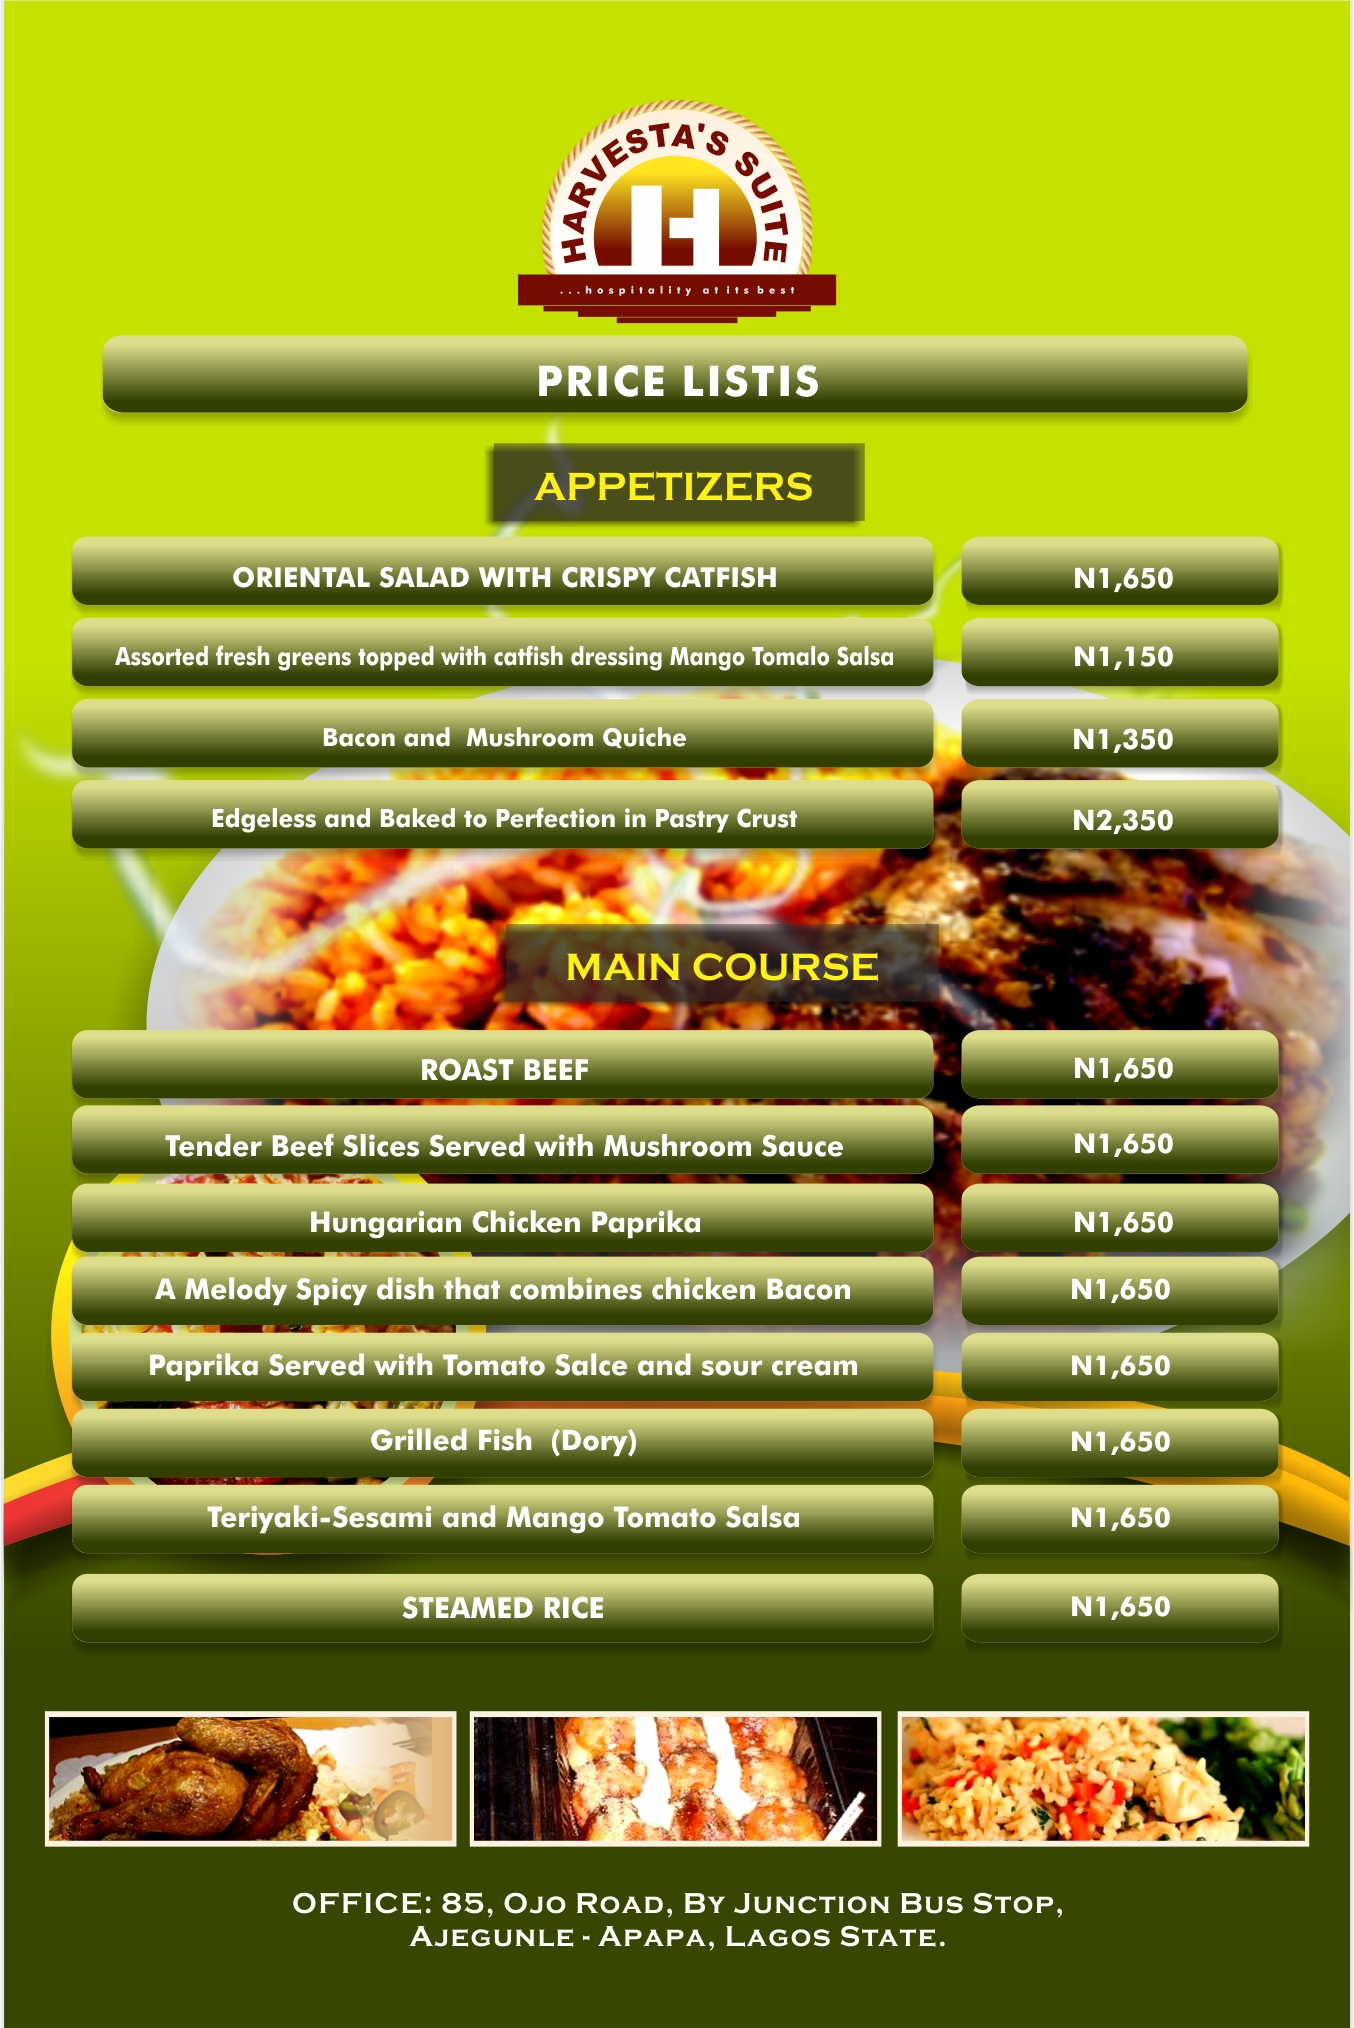 HARVESTA'S SUITE
H
...hospitality at its best
PRICE LISTIS
APPETIZERS
ORIENTAL SALAD WITH CRISPY CATFISH N1,650
Assorted fresh greens topped with catfish dressing Mango Tomalo Salsa N1,150
Bacon and Mushroom Quiche N1,350
Edgeless and Baked to Perfection in Pastry Crust N2,350
MAIN COURSE
ROAST BEEF N1,650
Tender Beef Slices Served with Mushroom Sauce N1,650
Hungarian Chicken Paprika N1,650
A Melody Spicy dish that combines chicken Bacon N1,650
Paprika Served with Tomato Salce and sour cream N1,650
Grilled Fish (Dory) N1,650
Teriyaki-Sesami and Mango Tomato Salsa N1,650
STEAMED RICE N1,650
OFFICE: 85, OJO ROAD, BY JUNCTION BUS STOP,
AJEGUNLE - APAPA, LAGOS STATE.